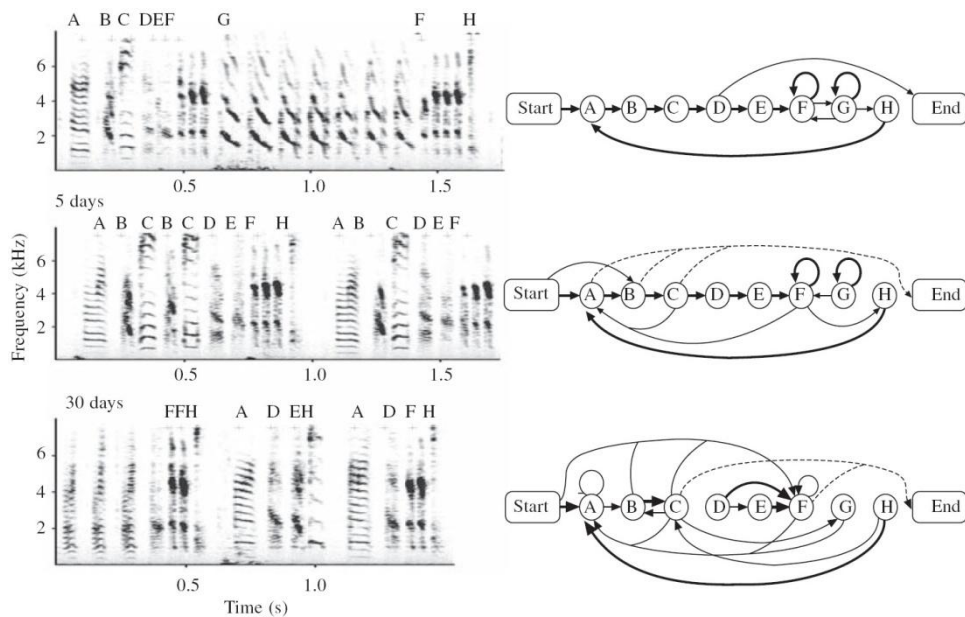 A B C DEF G F H
6
4
2
0.5 1.0 1.5
Start A B C D E F G H End
5 days
A B C B C D E F H A B C D E F
6
4
2
0.5 1.0 1.5
Start A B C D E F G H End
Frequency (kHz)
30 days
FFH A D EH A D F H
6
4
2
0.5 1.0
Time (s)
Start A B C D E F G H End